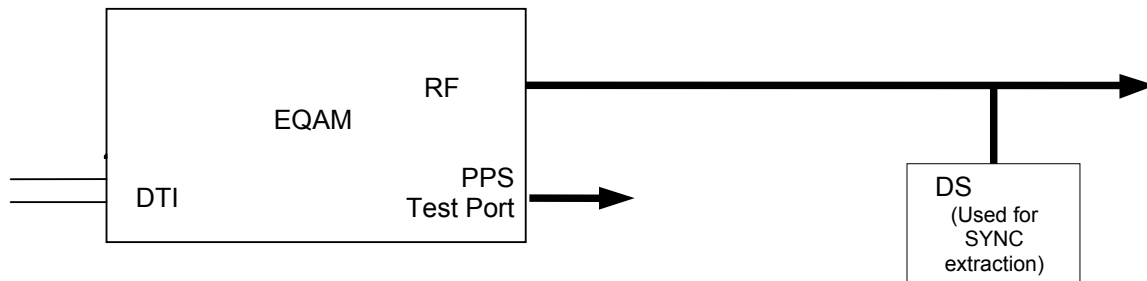 RF
EQAM
PPS
DTI
Test Port
DS
(Used for
SYNC
extraction)